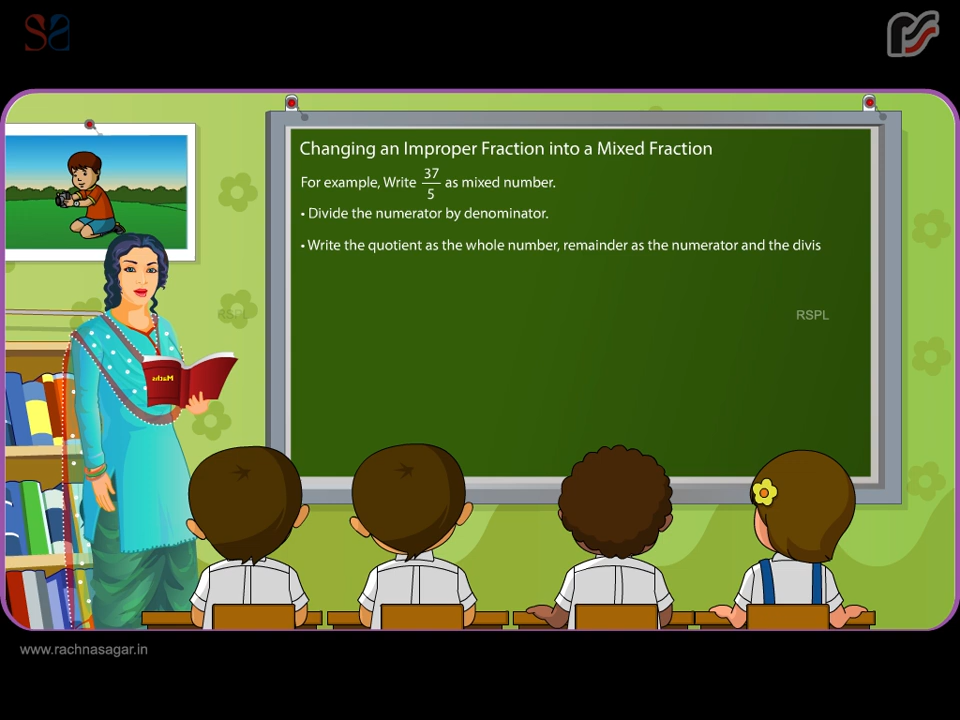 Changing an Improper Fraction into a Mixed Fraction
For example, Write 37/5 as mixed number.
• Divide the numerator by denominator.
• Write the quotient as the whole number, remainder as the numerator and the divis
RSPL
RSPL
Maths
www.rachnasagar.in